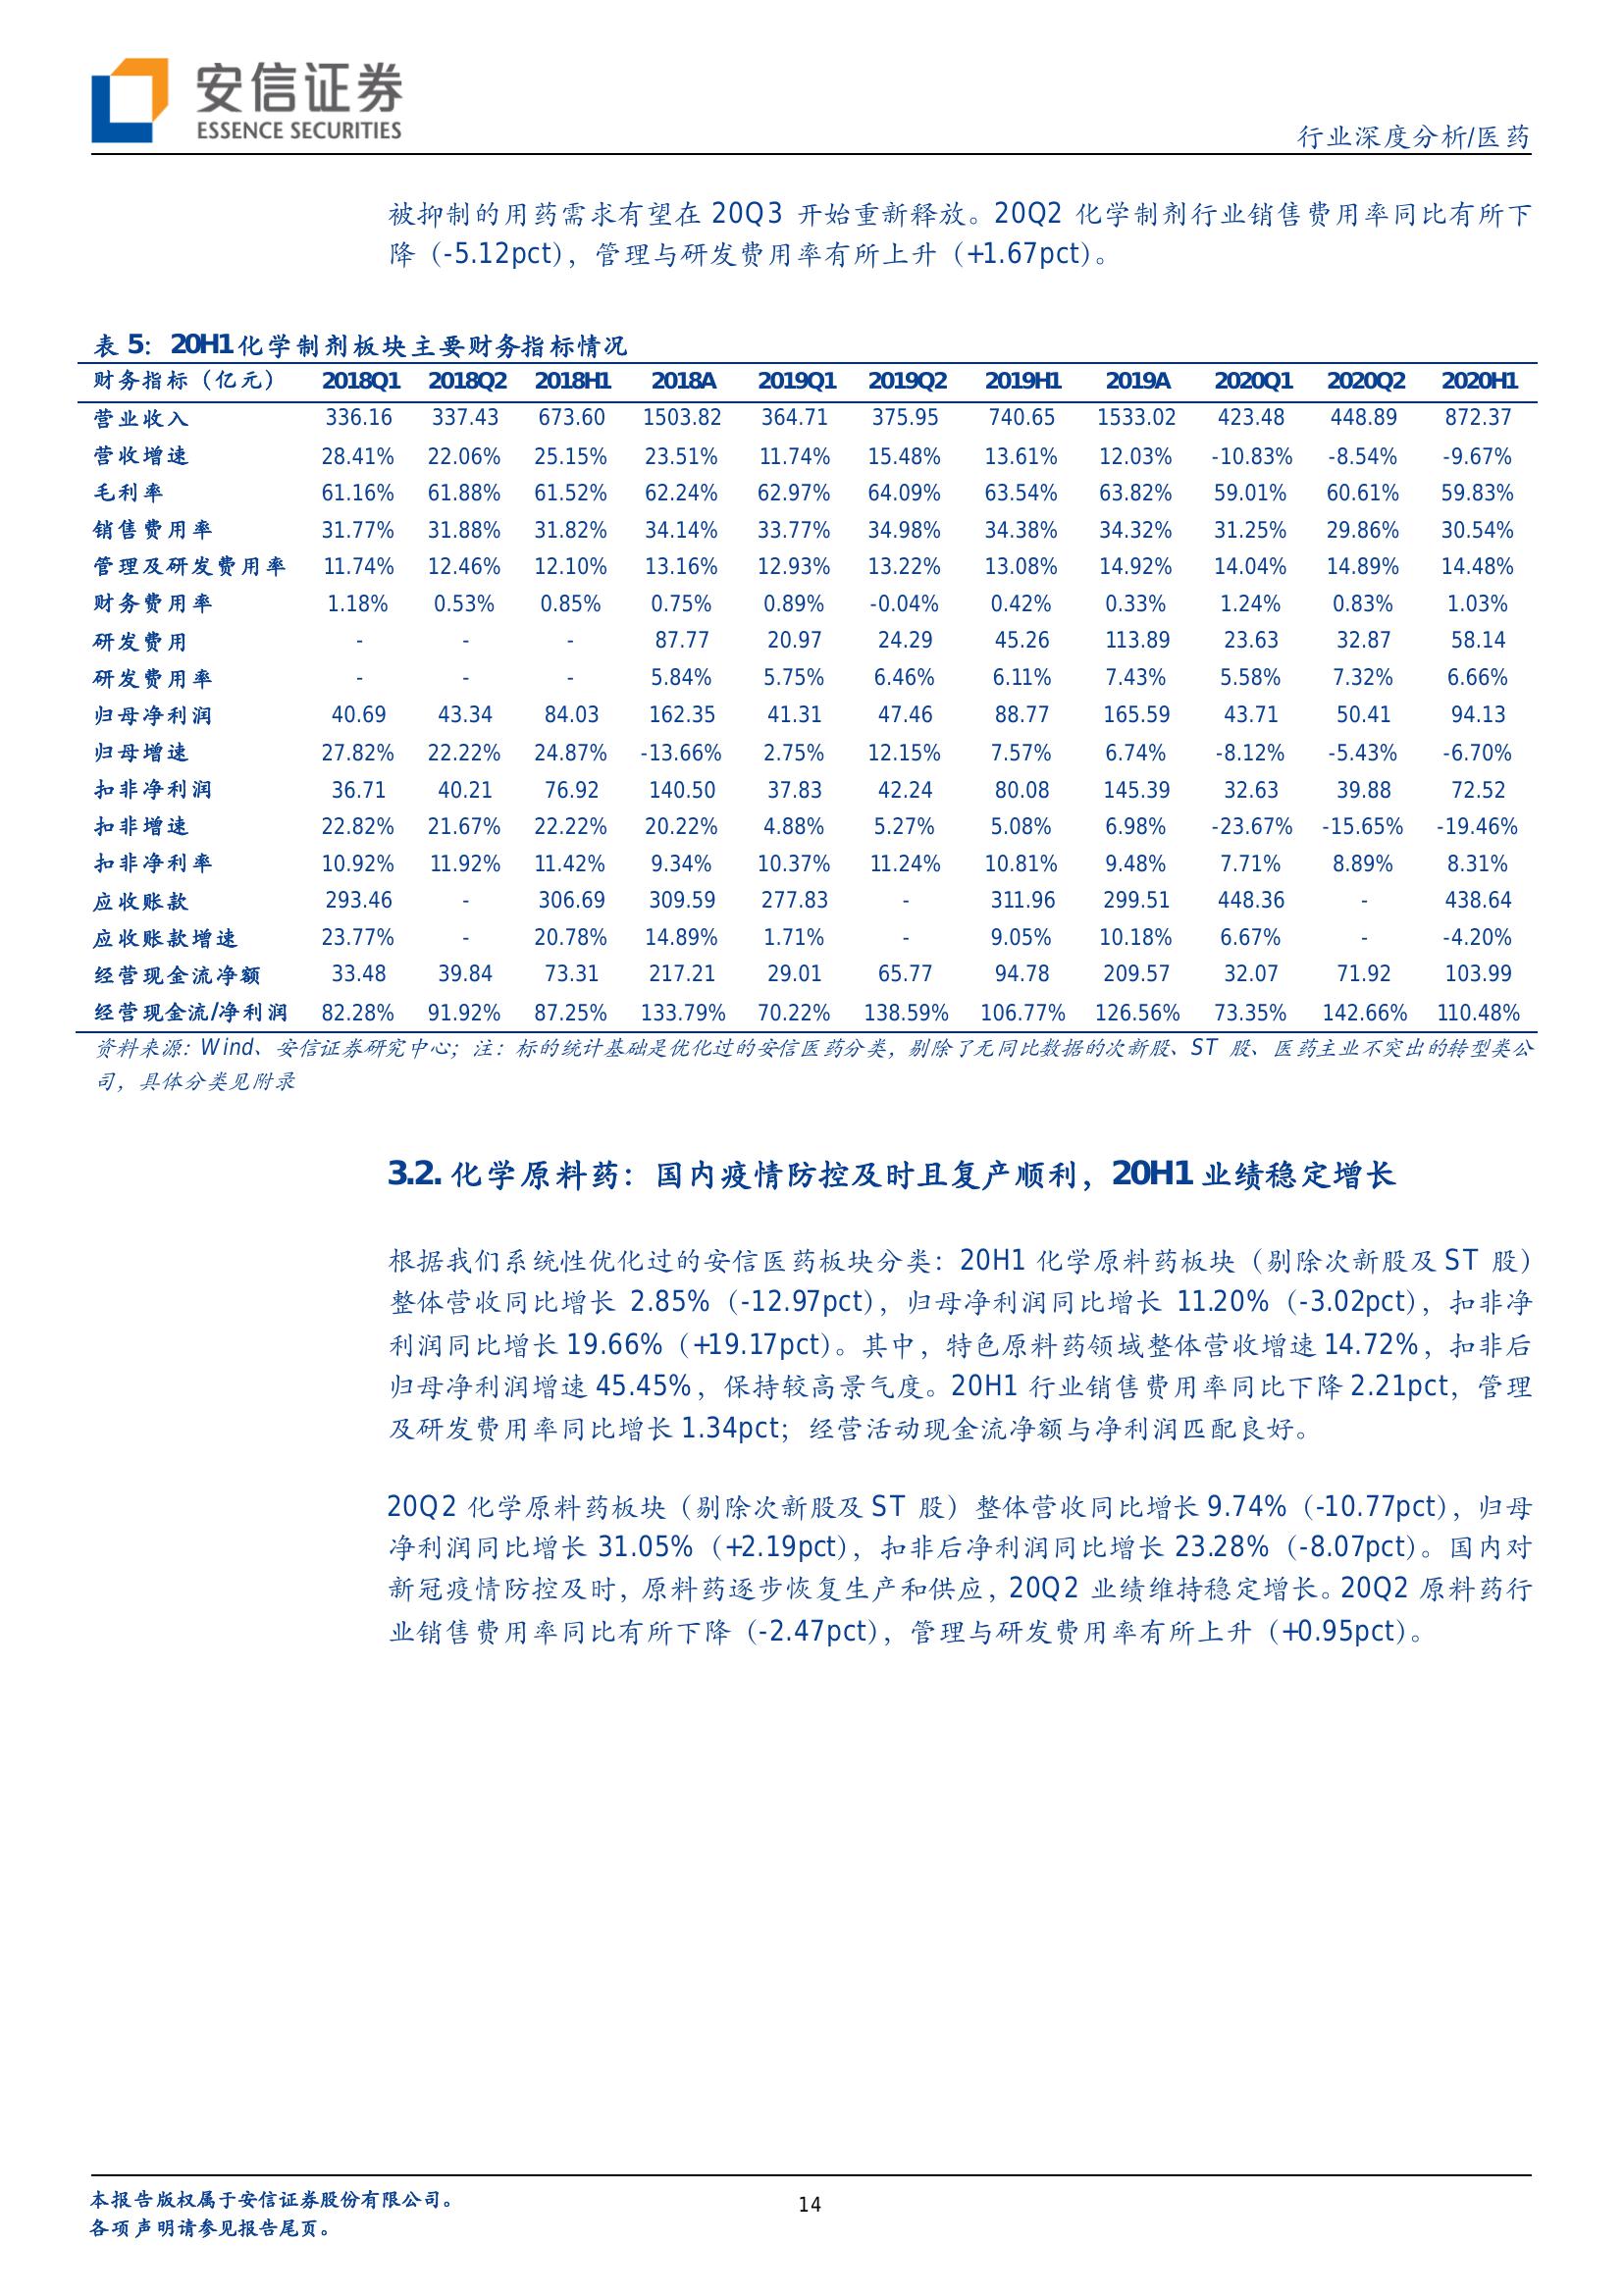 安信证券
ESSENCE SECURITIES
行业深度分析/医药
被抑制的用药需求有望在 20Q3 开始重新释放。20Q2 化学制剂行业销售费用率同比有所下
降（-5.12pct），管理与研发费用率有所上升（+1.67pct）。
表 5：20H1 化学制剂板块主要财务指标情况
财务指标（亿元） 2018Q1 2018Q2 2018H1 2018A 2019Q1 2019Q2 2019H1 2019A 2020Q1 2020Q2 2020H1
营业收入 336.16 337.43 673.60 1503.82 364.71 375.95 740.65 1533.02 423.48 448.89 872.37
营收增速 28.41% 22.06% 25.15% 23.51% 11.74% 15.48% 13.61% 12.03% -10.83% -8.54% -9.67%
毛利率 61.16% 61.88% 61.52% 62.24% 62.97% 64.09% 63.54% 63.82% 59.01% 60.61% 59.83%
销售费用率 31.77% 31.88% 31.82% 34.14% 33.77% 34.98% 34.38% 34.32% 31.25% 29.86% 30.54%
管理及研发费用率 11.74% 12.46% 12.10% 13.16% 12.93% 13.22% 13.08% 14.92% 14.04% 14.89% 14.48%
财务费用率 1.18% 0.53% 0.85% 0.75% 0.89% -0.04% 0.42% 0.33% 1.24% 0.83% 1.03%
研发费用 - - - 87.77 20.97 24.29 45.26 113.89 23.63 32.87 58.14
研发费用率 - - - 5.84% 5.75% 6.46% 6.11% 7.43% 5.58% 7.32% 6.66%
归母净利润 40.69 43.34 84.03 162.35 41.31 47.46 88.77 165.59 43.71 50.41 94.13
归母增速 27.82% 22.22% 24.87% -13.66% 2.75% 12.15% 7.57% 6.74% -8.12% -5.43% -6.70%
扣非净利润 36.71 40.21 76.92 140.50 37.83 42.24 80.08 145.39 32.63 39.88 72.52
扣非增速 22.82% 21.67% 22.22% 20.22% 4.88% 5.27% 5.08% 6.98% -23.67% -15.65% -19.46%
扣非净利率 10.92% 11.92% 11.42% 9.34% 10.37% 11.24% 10.81% 9.48% 7.71% 8.89% 8.31%
应收账款 293.46 - 306.69 309.59 277.83 - 311.96 299.51 448.36 - 438.64
应收账款增速 23.77% - 20.78% 14.89% 1.71% - 9.05% 10.18% 6.67% - -4.20%
经营现金流净额 33.48 39.84 73.31 217.21 29.01 65.77 94.78 209.57 32.07 71.92 103.99
经营现金流/净利润 82.28% 91.92% 87.25% 133.79% 70.22% 138.59% 106.77% 126.56% 73.35% 142.66% 110.48%
资料来源：Wind、安信证券研究中心；注：标的统计基础是优化过的安信医药分类，剔除了无同比数据的次新股、ST 股、医药主业不突出的转型类公
司，具体分类见附录
3.2. 化学原料药：国内疫情防控及时且复产顺利，20H1 业绩稳定增长
根据我们系统性优化过的安信医药板块分类：20H1 化学原料药板块（剔除次新股及 ST 股）
整体营收同比增长 2.85%（-12.97pct），归母净利润同比增长 11.20%（-3.02pct），扣非净
利润同比增长 19.66%（+19.17pct）。其中，特色原料药领域整体营收增速 14.72%，扣非后
归母净利润增速 45.45%，保持较高景气度。20H1 行业销售费用率同比下降 2.21pct，管理
及研发费用率同比增长 1.34pct；经营活动现金流净额与净利润匹配良好。
20Q2 化学原料药板块（剔除次新股及 ST 股）整体营收同比增长 9.74%（-10.77pct），归母
净利润同比增长 31.05%（+2.19pct），扣非后净利润同比增长 23.28%（-8.07pct）。国内对
新冠疫情防控及时，原料药逐步恢复生产和供应，20Q2 业绩维持稳定增长。20Q2 原料药行
业销售费用率同比有所下降（-2.47pct），管理与研发费用率有所上升（+0.95pct）。
本报告版权属于安信证券股份有限公司。
14
各项声明请参见报告尾页。